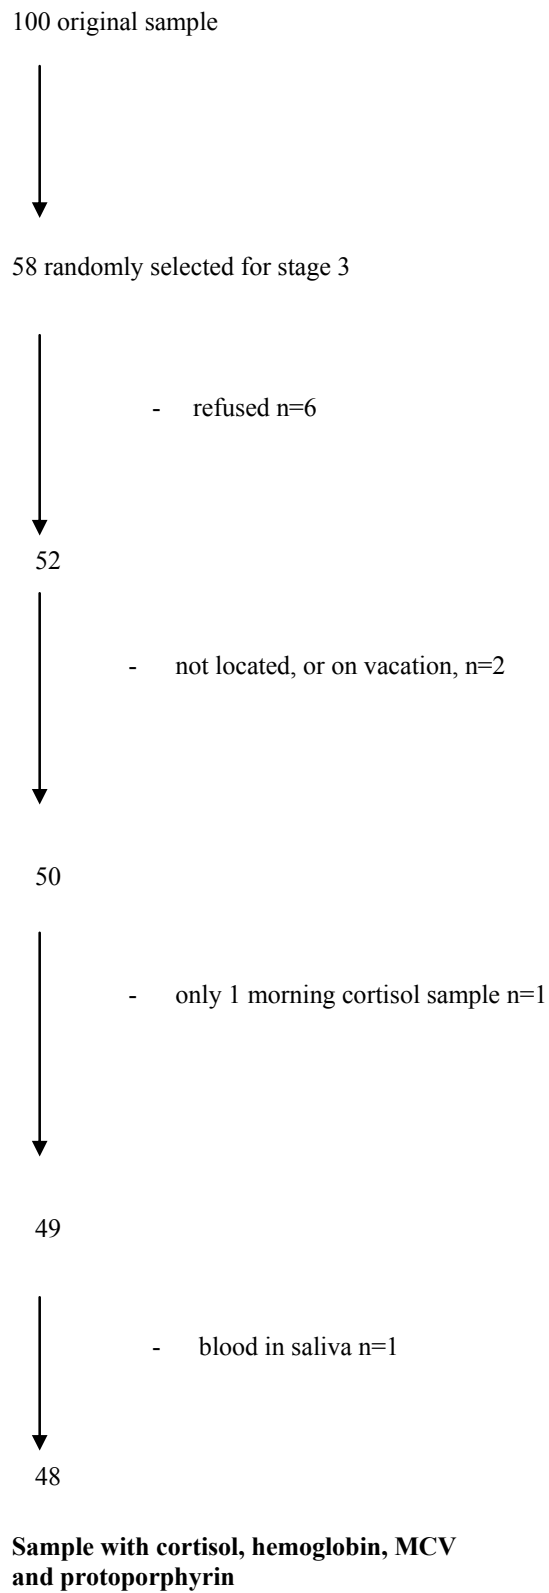 100 original sample
58 randomly selected for stage 3
- refused n=6
52
- not located, or on vacation, n=2
50
- only 1 morning cortisol sample n=1
49
- blood in saliva n=1
48
Sample with cortisol, hemoglobin, MCV
and protoporphyrin